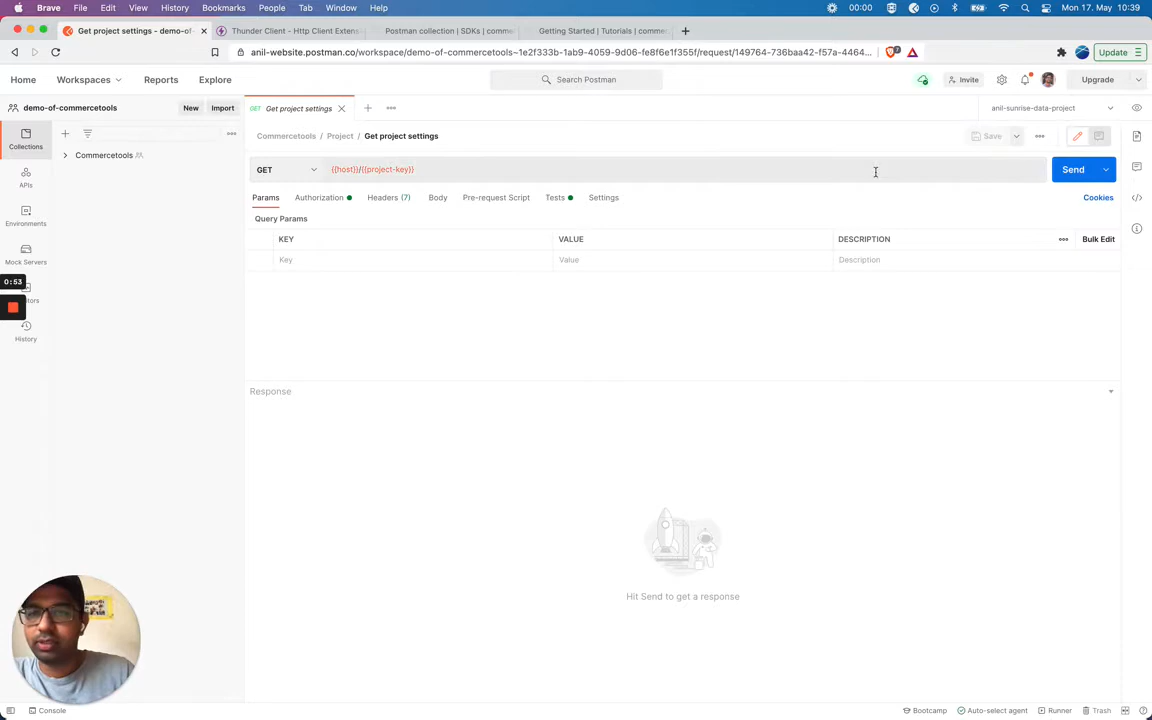 Brave File Edit View History Bookmarks People Tab Window Help 00:00 Mon 17. May 10:39
Get project settings - demo-of- Thunder Client - Http Client Extens Postman collection | SDKs | comme Getting Started | Tutorials | commer
anil-website.postman.co/workspace/demo-of-commercetools~1e2f333b-1ab9-4059-9d06-fe8f6e1f355f/request/149764-736baa42-f57a-4464... 7 Update
Home Workspaces Reports Explore Search Postman Invite Upgrade
demo-of-commercetools New Import GET Get project settings anil-sunrise-data-project
Collections Commercetools Commercetools / Project / Get project settings Save
GET {{host}}/{{project-key}} Send
APIs
Params Authorization Headers (7) Body Pre-request Script Tests Settings Cookies
Environments
Query Params
KEY VALUE DESCRIPTION Bulk Edit
Mock Servers
Key Value Description
0:53
itors
History
Response
Hit Send to get a response
Console Bootcamp Auto-select agent Runner Trash